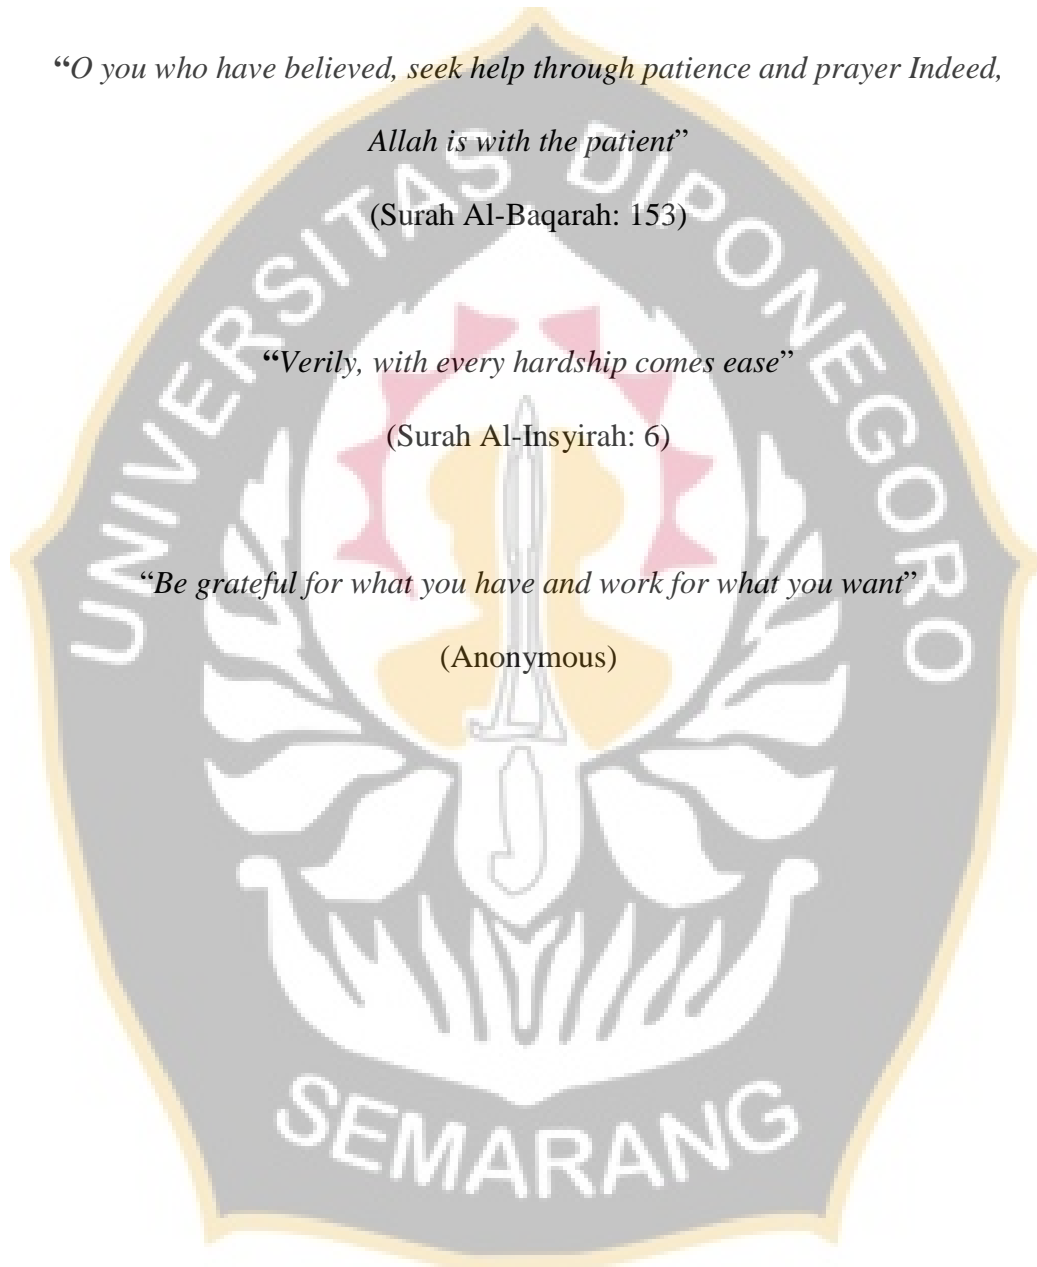 “O you who have believed, seek help through patience and prayer Indeed,
Allah is with the patient”
(Surah Al-Baqarah: 153)
“Verily, with every hardship comes ease”
(Surah Al-Insyirah: 6)
“Be grateful for what you have and work for what you want”
(Anonymous)
UNIVERSITAS DIPONEGORO
SEMARANG